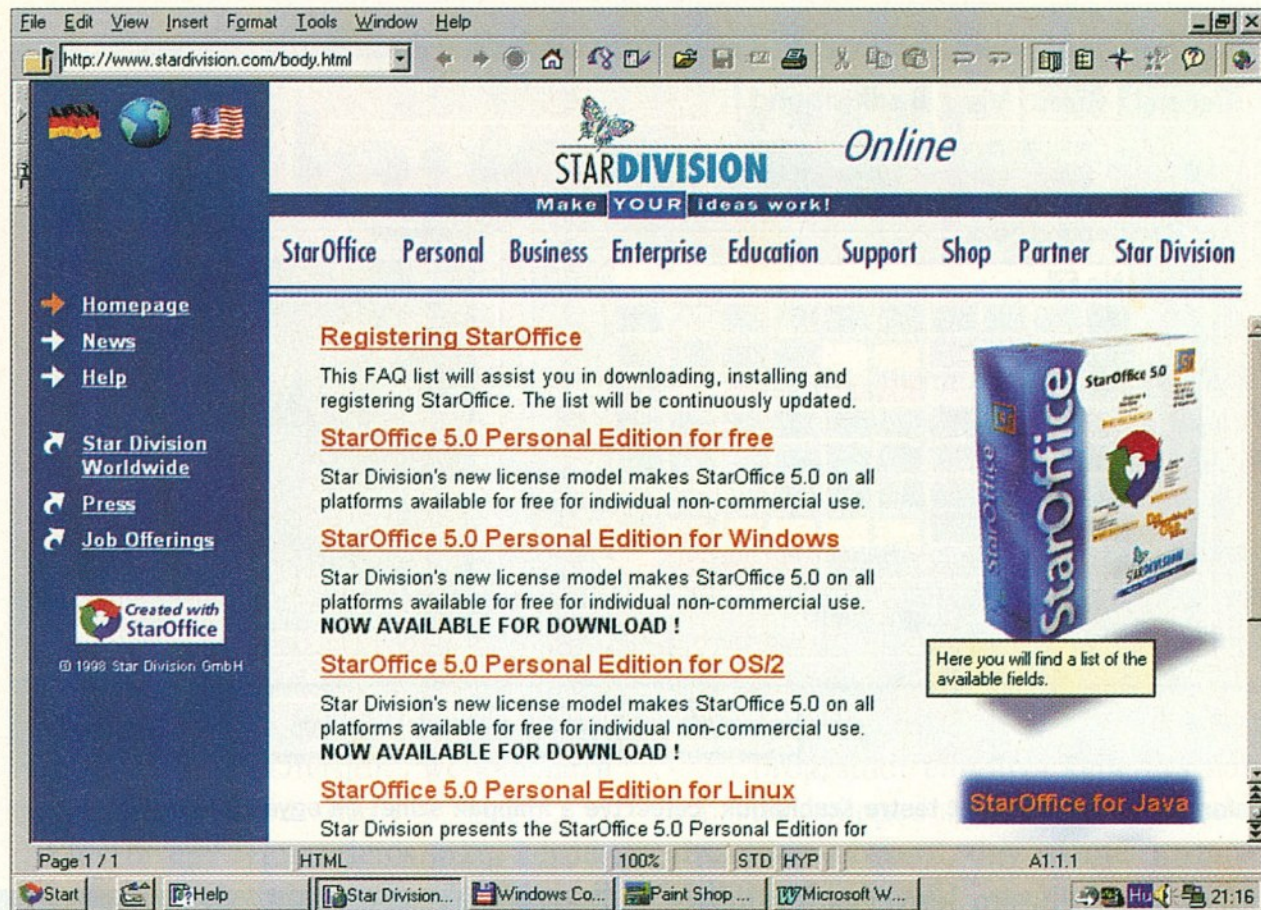 File Edit View Insert Format Tools Window Help
http://www.stardivision.com/body.html
STARDIVISION
Online
Make YOUR ideas work!
StarOffice Personal Business Enterprise Education Support Shop Partner Star Division
Homepage
News
Help
Star Division
Worldwide
Press
Job Offerings
Created with
StarOffice
© 1998 Star Division GmbH
Registering StarOffice
This FAQ list will assist you in downloading, installing and
registering StarOffice. The list will be continuously updated.
StarOffice 5.0 Personal Edition for free
Star Division's new license model makes StarOffice 5.0 on all
platforms available for free for individual non-commercial use.
StarOffice 5.0 Personal Edition for Windows
Star Division's new license model makes StarOffice 5.0 on all
platforms available for free for individual non-commercial use.
NOW AVAILABLE FOR DOWNLOAD !
StarOffice 5.0 Personal Edition for OS/2
Star Division's new license model makes StarOffice 5.0 on all
platforms available for free for individual non-commercial use.
NOW AVAILABLE FOR DOWNLOAD !
StarOffice 5.0 Personal Edition for Linux
Star Division presents the StarOffice 5.0 Personal Edition for
StarOffice 5.0
StarOffice
StarOffice
STARDIVISION
Here you will find a list of the
available fields.
StarOffice for Java
Page 1 / 1 HTML 100% STD HYP A1.1.1
Start Help Star Division... Windows Co... Paint Shop ... Microsoft W... Hu 21:16